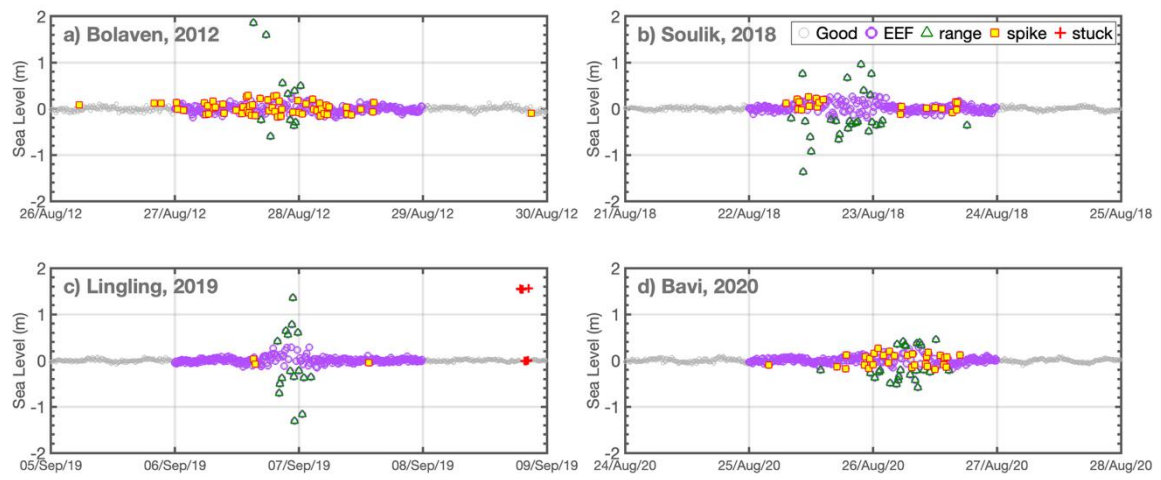 a) Bolaven, 2012
Sea Level (m)
2
1
0
-1
-2
26/Aug/12 27/Aug/12 28/Aug/12 29/Aug/12 30/Aug/12
b) Soulik, 2018
Good EEF range spike stuck
Sea Level (m)
2
1
0
-1
-2
21/Aug/18 22/Aug/18 23/Aug/18 24/Aug/18 25/Aug/18
c) Lingling, 2019
Sea Level (m)
2
1
0
-1
-2
05/Sep/19 06/Sep/19 07/Sep/19 08/Sep/19 09/Sep/19
d) Bavi, 2020
Sea Level (m)
2
1
0
-1
-2
24/Aug/20 25/Aug/20 26/Aug/20 27/Aug/20 28/Aug/20